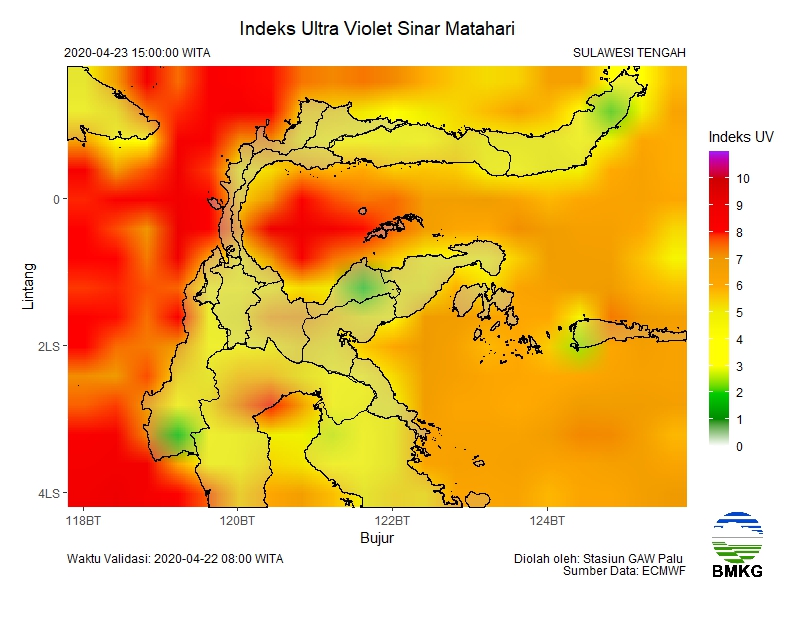 Indeks Ultra Violet Sinar Matahari
2020-04-23 15:00:00 WITA
SULAWESI TENGAH
Indeks UV
10
9
8
7
6
5
4
3
2
1
0
Lintang
0
2LS
4LS
118BT
120BT
122BT
124BT
Bujur
Waktu Validasi: 2020-04-22 08:00 WITA
Diolah oleh: Stasiun GAW Palu
Sumber Data: ECMWF
BMKG